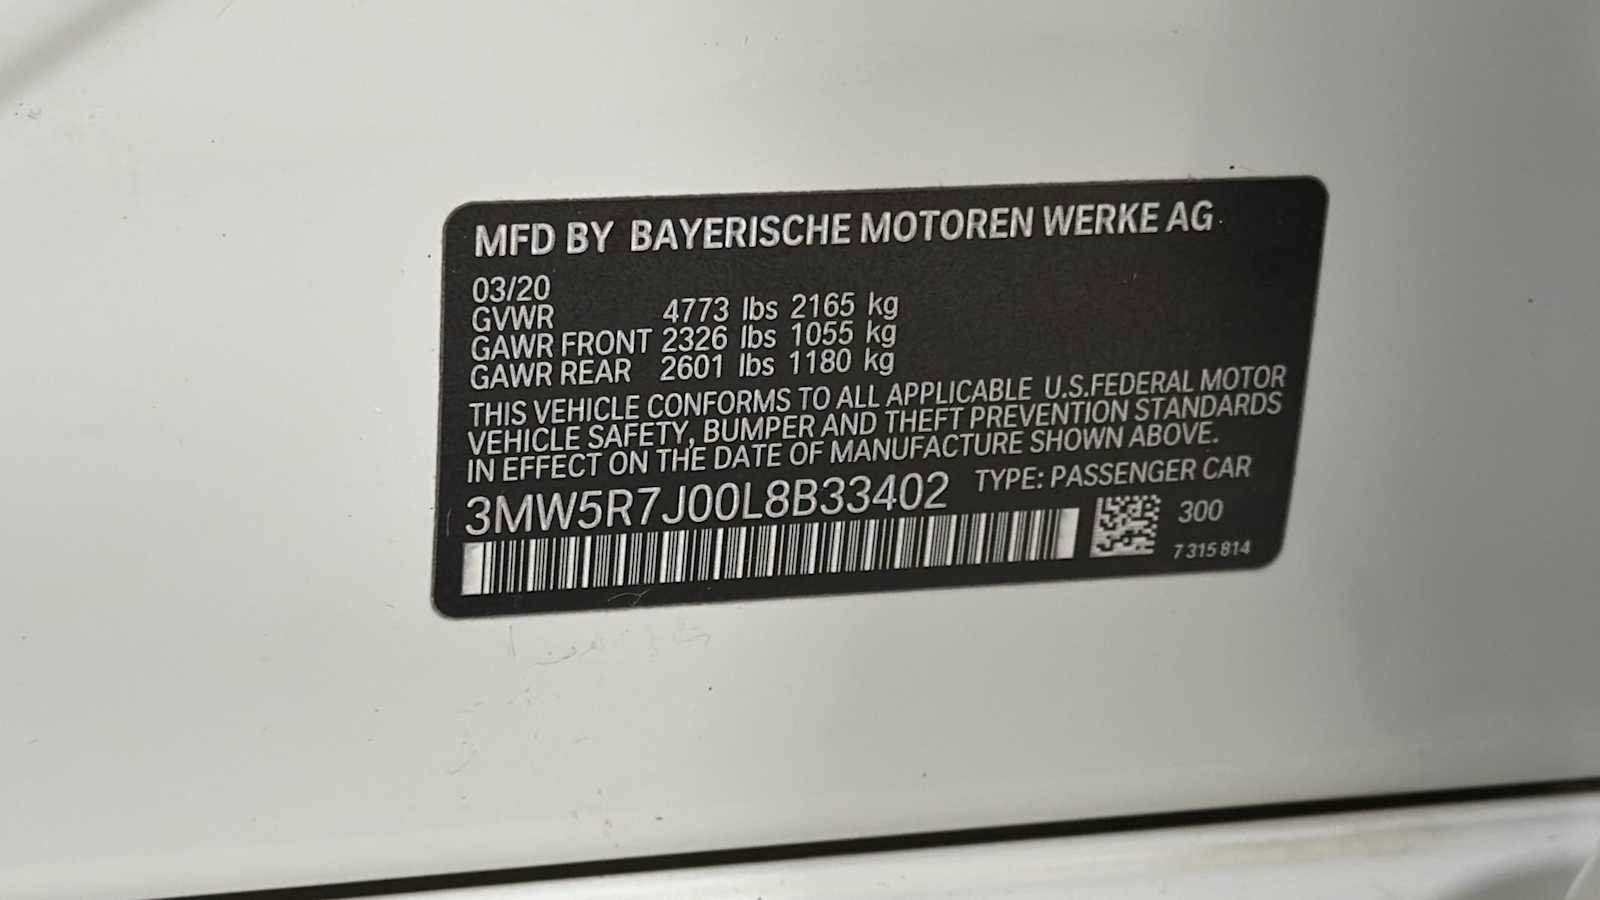 MFD BY BAYERISCHE MOTOREN WERKE AG
03/20
GVWR 4773 lbs 2165 kg
GAWR FRONT 2326 lbs 1055 kg
GAWR REAR 2601 lbs 1180 kg
THIS VEHICLE CONFORMS TO ALL APPLICABLE U.S.FEDERAL MOTOR
VEHICLE SAFETY, BUMPER AND THEFT PREVENTION STANDARDS
IN EFFECT ON THE DATE OF MANUFACTURE SHOWN ABOVE.
3MW5R7J00L8B33402 TYPE: PASSENGER CAR
300
7 315 814